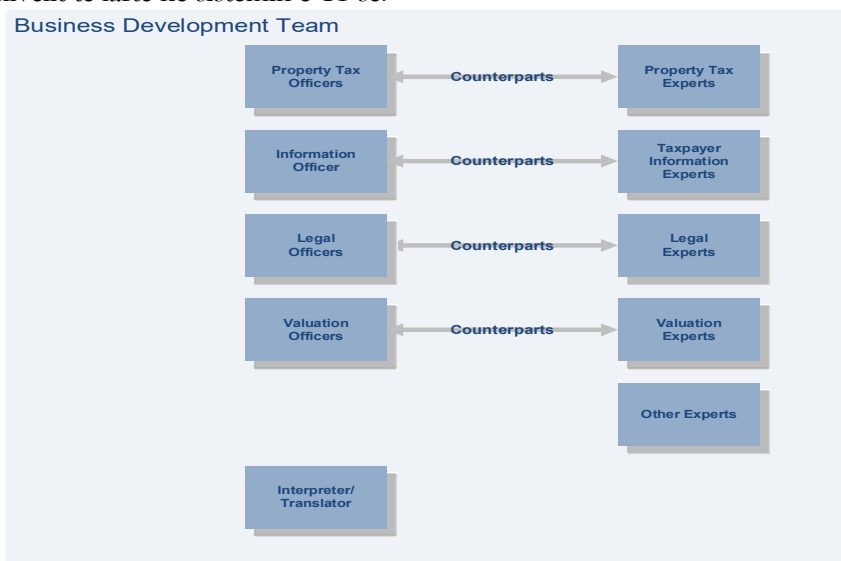 Business Development Team
Property Tax
Officers
Counterparts
Property Tax
Experts
Information
Officer
Counterparts
Taxpayer
Information
Experts
Legal
Officers
Counterparts
Legal
Experts
Valuation
Officers
Counterparts
Valuation
Experts
Other Experts
Interpreter/
Translator